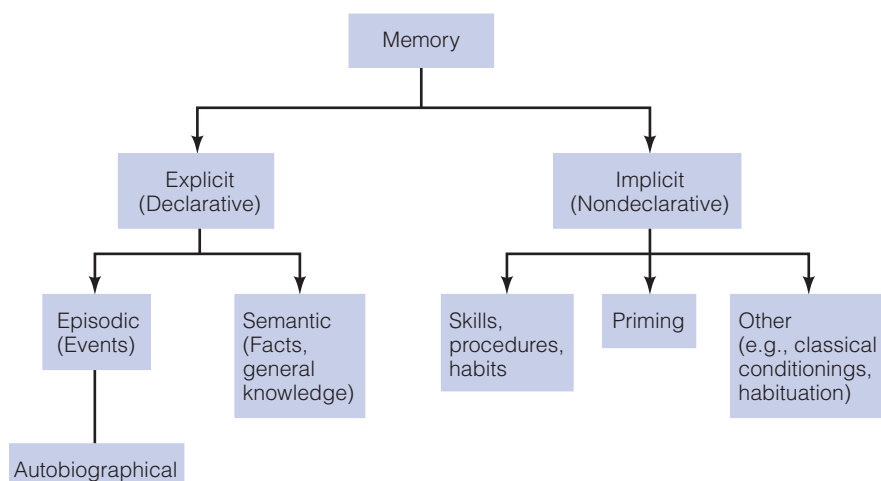 Memory
Explicit
(Declarative)
Implicit
(Nondeclarative)
Episodic
(Events)
Semantic
(Facts,
general
knowledge)
Skills,
procedures,
habits
Priming
Other
(e.g., classical
conditionings,
habituation)
Autobiographical